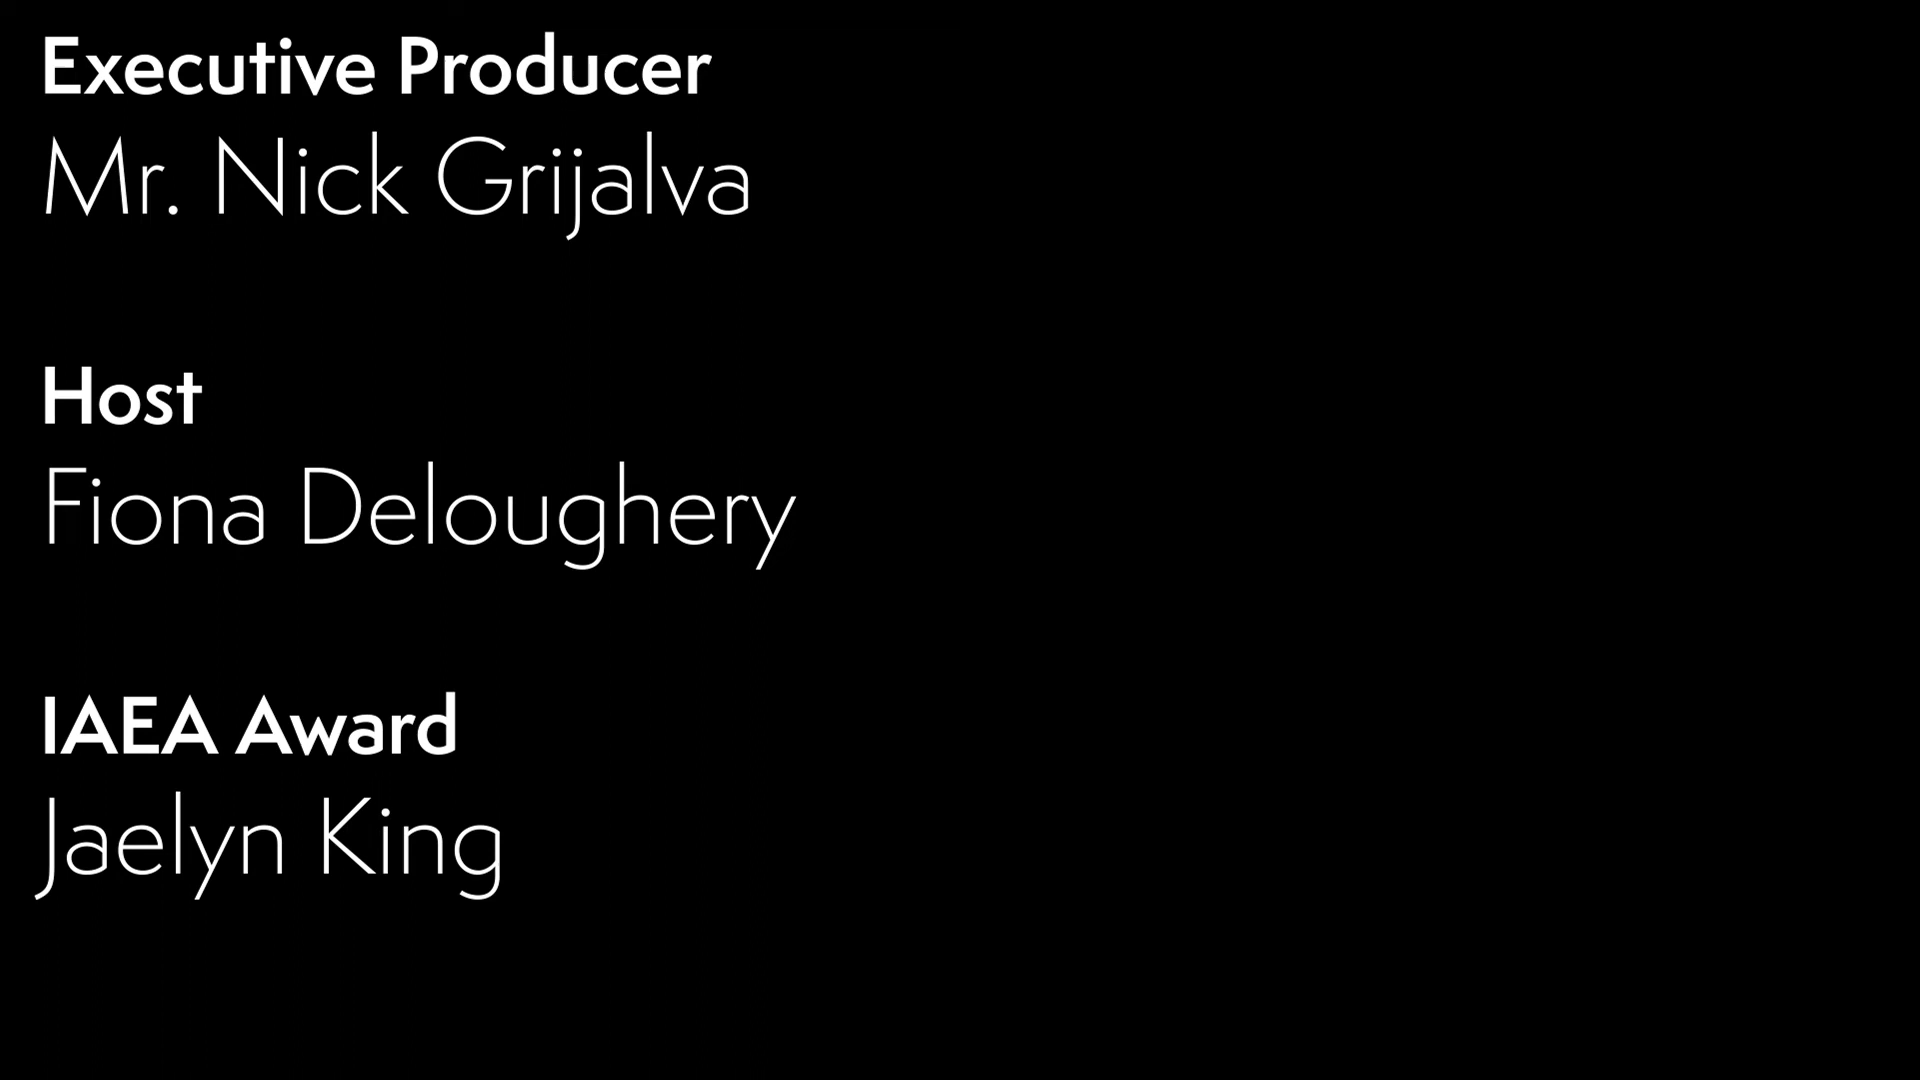 Executive Producer
Mr. Nick Grijalva
Host
Fiona Deloughery
IAEA Award
Jaelyn King